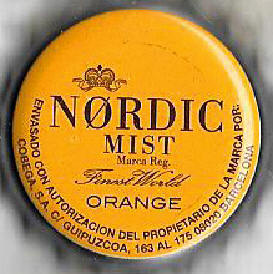 NØRDIC
MIST
Marca Reg.
Finest World
ORANGE
ENVASADO CON AUTORIZACION DEL PROPIETARIO DE LA MARCA POR:
COBEGA, S.A. C/ GUIPUZCOA, 163 AL 175 08020 BARCELONA